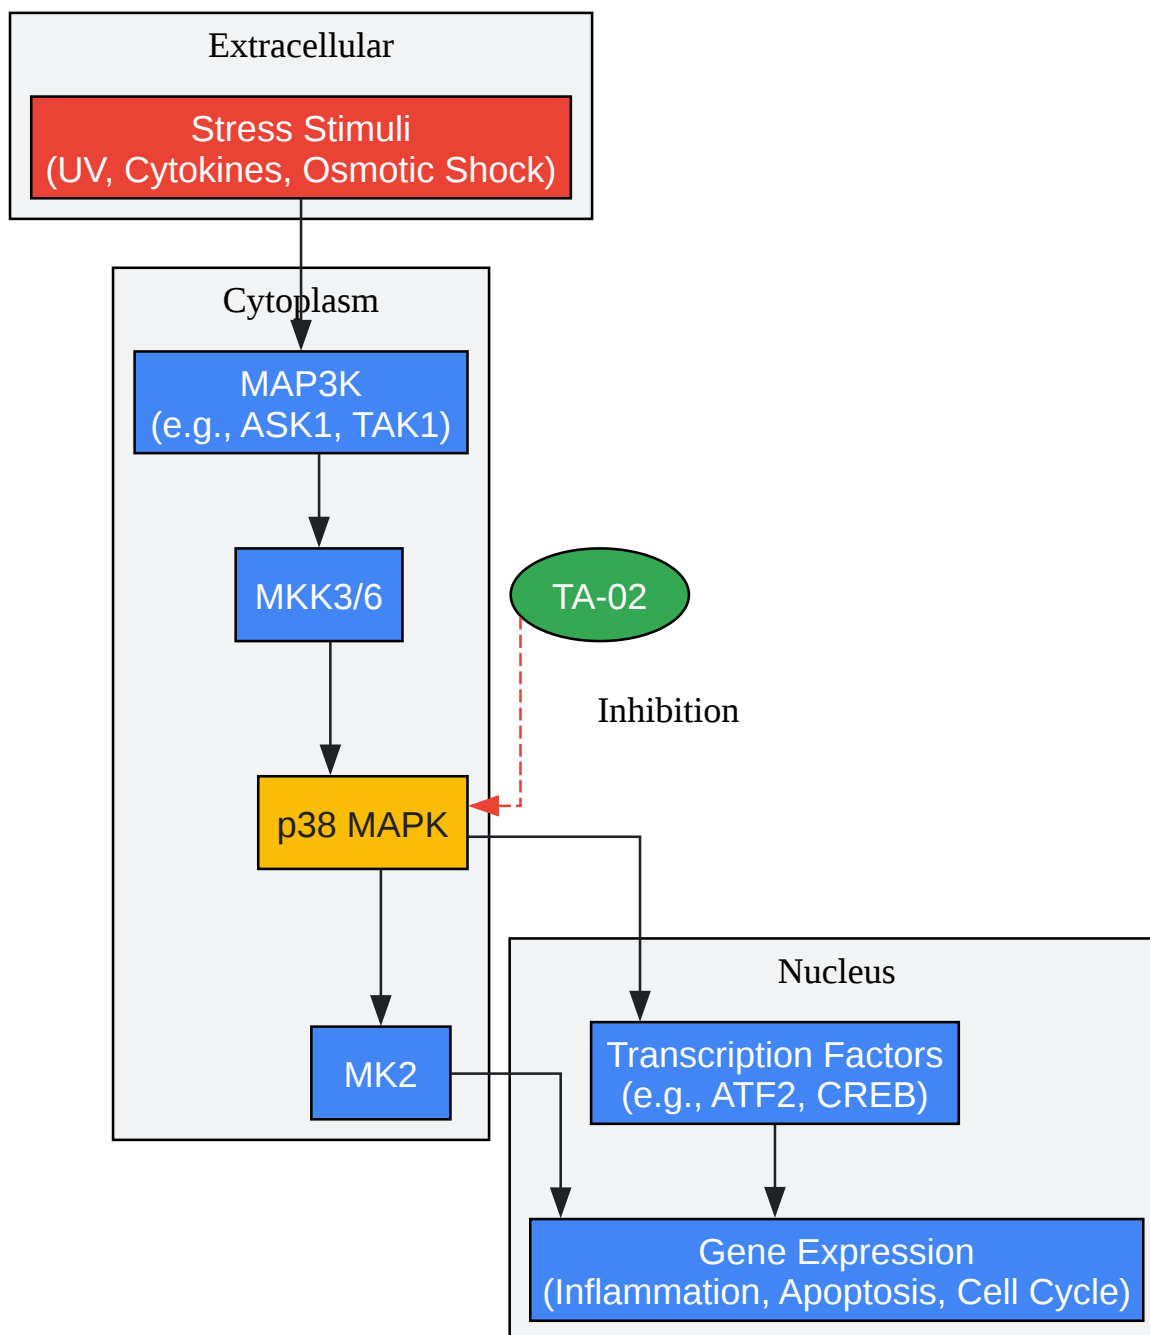 Extracellular
Stress Stimuli
(UV, Cytokines, Osmotic Shock)
Cytoplasm
MAP3K
(e.g., ASK1, TAK1)
MKK3/6
TA-02
Inhibition
p38 MAPK
Nucleus
Transcription Factors
(e.g., ATF2, CREB)
MK2
Gene Expression
(Inflammation, Apoptosis, Cell Cycle)